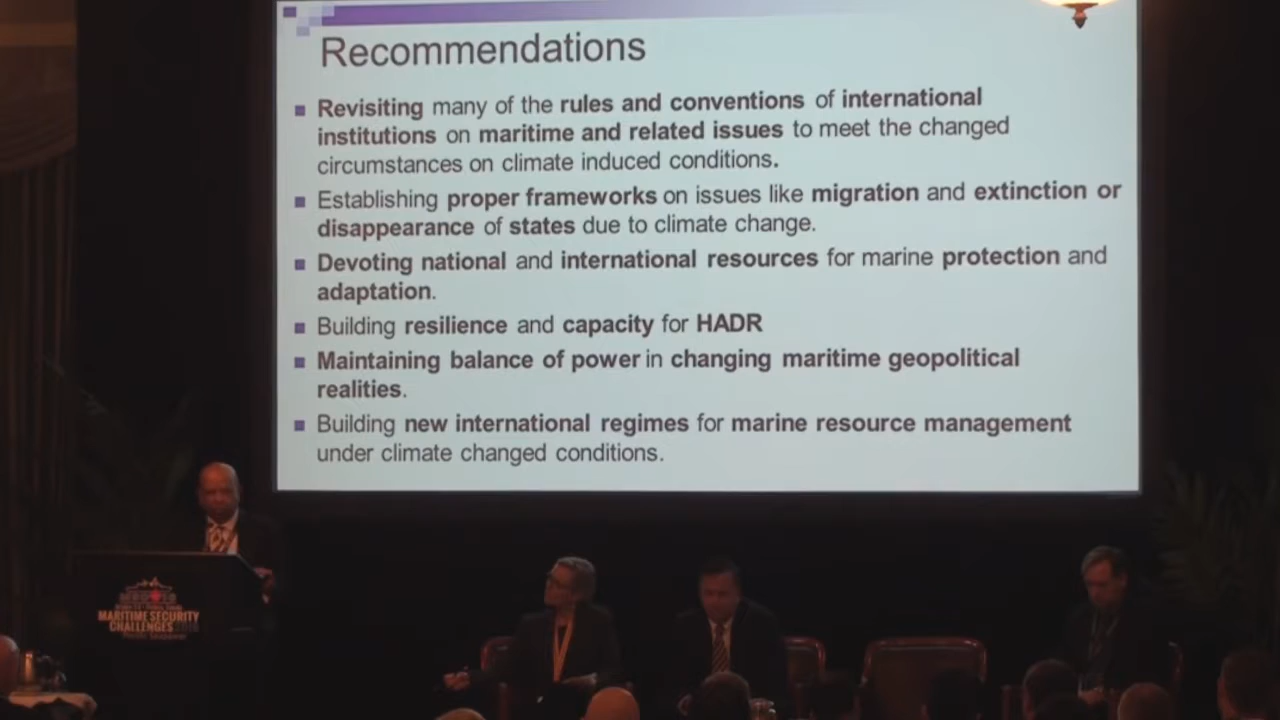 Recommendations
Revisiting many of the rules and conventions of international
institutions on maritime and related issues to meet the changed
circumstances on climate induced conditions.
Establishing proper frameworks on issues like migration and extinction or
disappearance of states due to climate change.
Devoting national and international resources for marine protection and
adaptation.
Building resilience and capacity for HADR
Maintaining balance of power in changing maritime geopolitical
realities.
Building new international regimes for marine resource management
under climate changed conditions.
MARITIME SECURITY
CHALLENGES